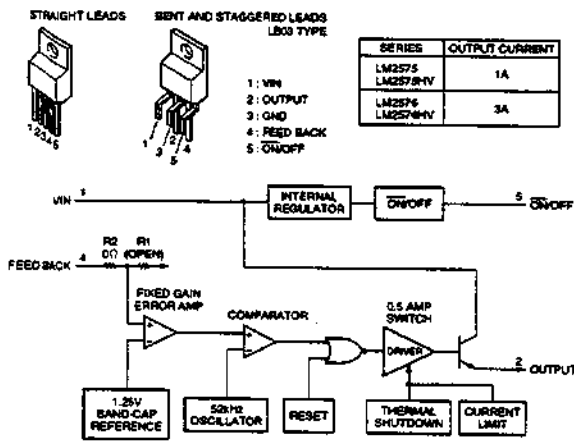 STRAIGHT LEADS
BENT AND STAGGERED LEADS
LB03 TYPE
1 2 3 4 5
1 3 2 5 4
1 : VIN
2 : OUTPUT
3 : GND
4 : FEED BACK
5 : ON/OFF
SERIES OUTPUT CURRENT
LM2575
LM2575HV
1A
LM2576
LM2576HV
3A
VIN 1
INTERNAL
REGULATOR
ON/OFF
5 ON/OFF
FEED BACK 4
R2
0Ω
R1
(OPEN)
FIXED GAIN
ERROR AMP
COMPARATOR
0.5 AMP
SWITCH
DRIVER
2 OUTPUT
1.25V
BAND-CAP
REFERENCE
52kHz
OSCILLATOR
RESET
THERMAL
SHUTDOWN
CURRENT
LIMIT